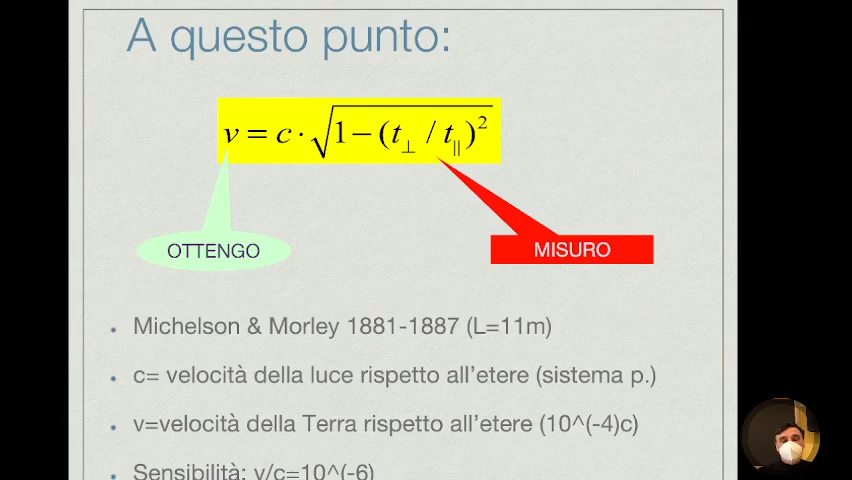 A questo punto:
v = c · √1 − (t⊥ / t||)²
OTTENGO
MISURO
• Michelson & Morley 1881-1887 (L=11m)
• c= velocità della luce rispetto all'etere (sistema p.)
• v=velocità della Terra rispetto all'etere (10^(-4)c)
• Sensibilità: v/c=10^(-6)